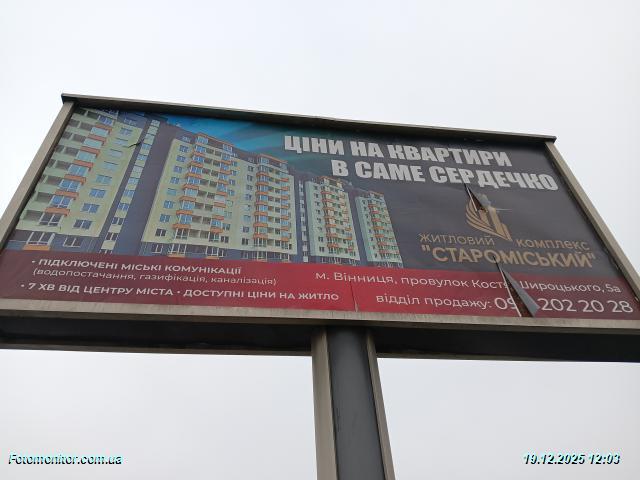 ЦІНИ НА КВАРТИРИ
В САМЕ СЕРДЕЧКО
ЖИТЛОВИЙ КОМПЛЕКС
"СТАРОМІСЬКИЙ"
• ПІДКЛЮЧЕНІ МІСЬКІ КОМУНІКАЦІЇ
(водопостачання, газифікація, каналізація)
• 7 ХВ ВІД ЦЕНТРУ МІСТА • ДОСТУПНІ ЦІНИ НА ЖИТЛО
м. Вінниця, провулок Костя Широцького, 5а
відділ продажу: 09 202 20 28
Fotomonitor.com.ua
19.12.2025 12:03